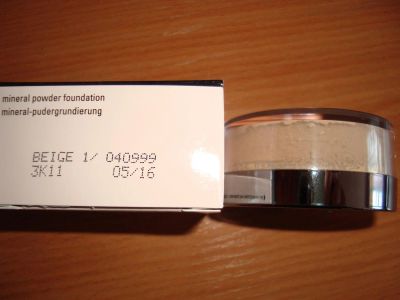 mineral powder foundation
mineral-pudergrundierung
BEIGE 1/ 040999
3K11 05/16